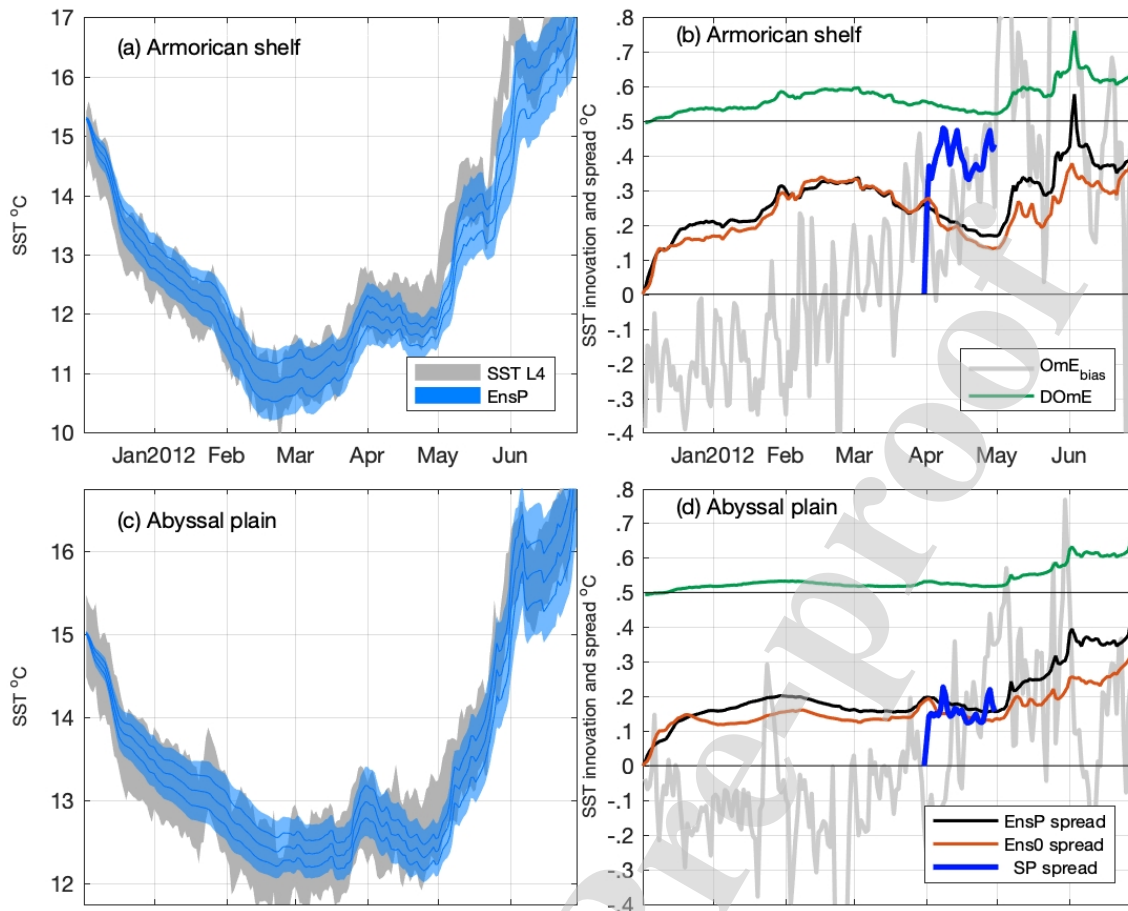 (a) Armorican shelf
17
16
15
14
13
12
11
10
SST °C
SST L4
EnsP
Jan2012 Feb Mar Apr May Jun
(b) Armorican shelf
.8
.7
.6
.5
.4
.3
.2
.1
0
-.1
-.2
-.3
-.4
SST innovation and spread °C
OmE_bias
DOmE
Jan2012 Feb Mar Apr May Jun
(c) Abyssal plain
16
15
14
13
12
SST °C
(d) Abyssal plain
.8
.7
.6
.5
.4
.3
.2
.1
0
-.1
-.2
-.3
-.4
SST innovation and spread °C
EnsP spread
Ens0 spread
SP spread
re-proof